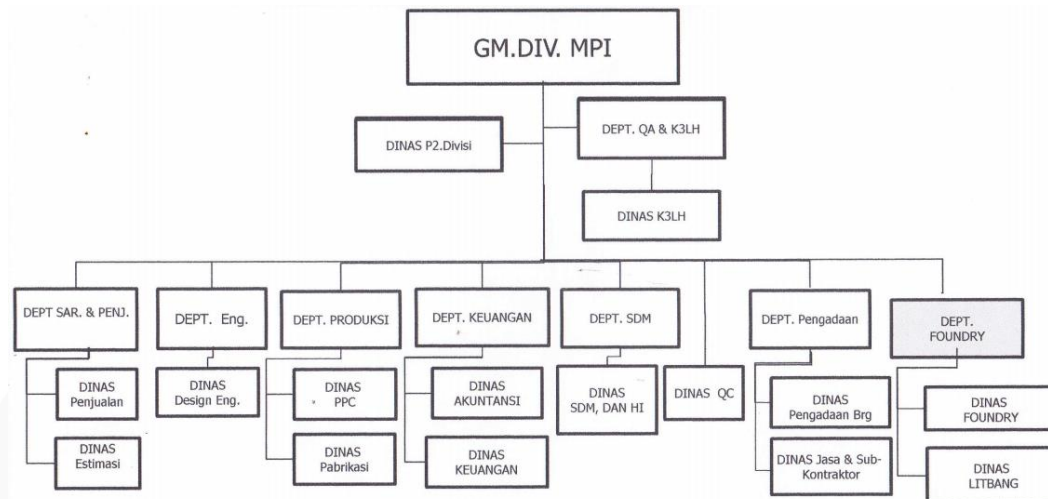 GM.DIV. MPI
DEPT. QA & K3LH
DINAS P2.Divisi
DINAS K3LH
DEPT SAR. & PENJ.
DEPT. Eng.
DEPT. PRODUKSI
DEPT. KEUANGAN
DEPT. SDM
DEPT. Pengadaan
DEPT.
FOUNDRY
DINAS
Penjualan
DINAS
Design Eng.
DINAS
PPC
DINAS
AKUNTANSI
DINAS
SDM, DAN HI
DINAS QC
DINAS
Pengadaan Brg
DINAS
FOUNDRY
DINAS
Estimasi
DINAS
Pabrikasi
DINAS
KEUANGAN
DINAS Jasa & Sub-
Kontraktor
DINAS
LITBANG